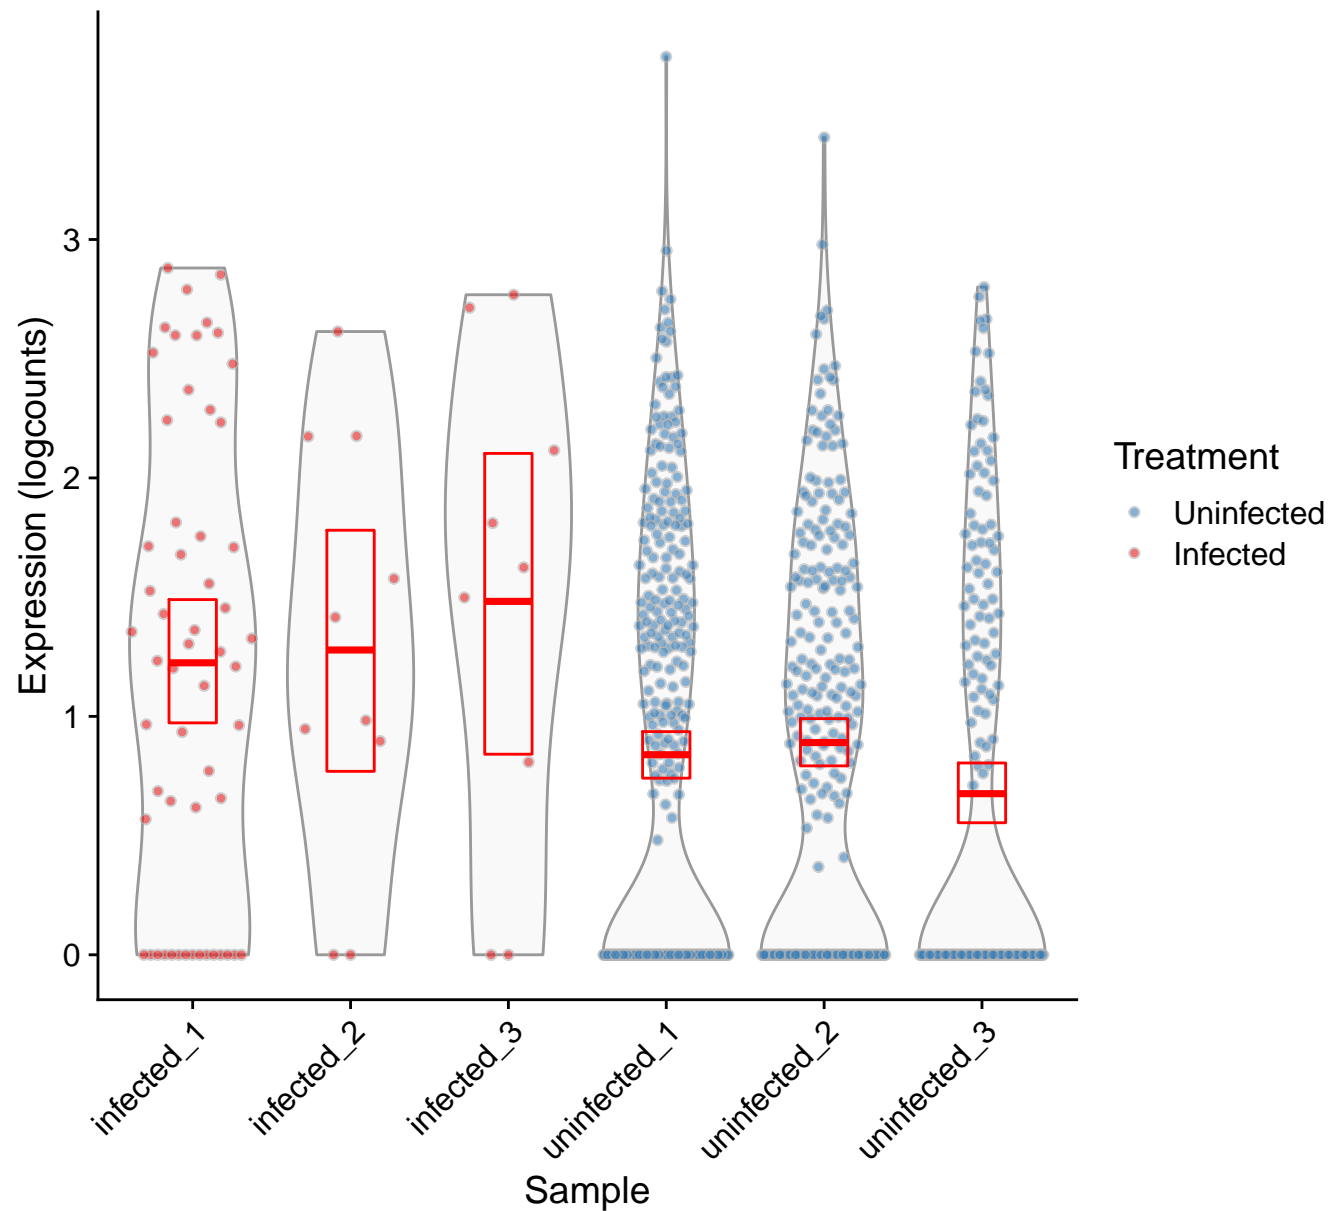 Expression (logcounts)
3
2
1
0
infected_1
infected_2
infected_3
uninfected_1
uninfected_2
uninfected_3
Sample
Treatment
Uninfected
Infected